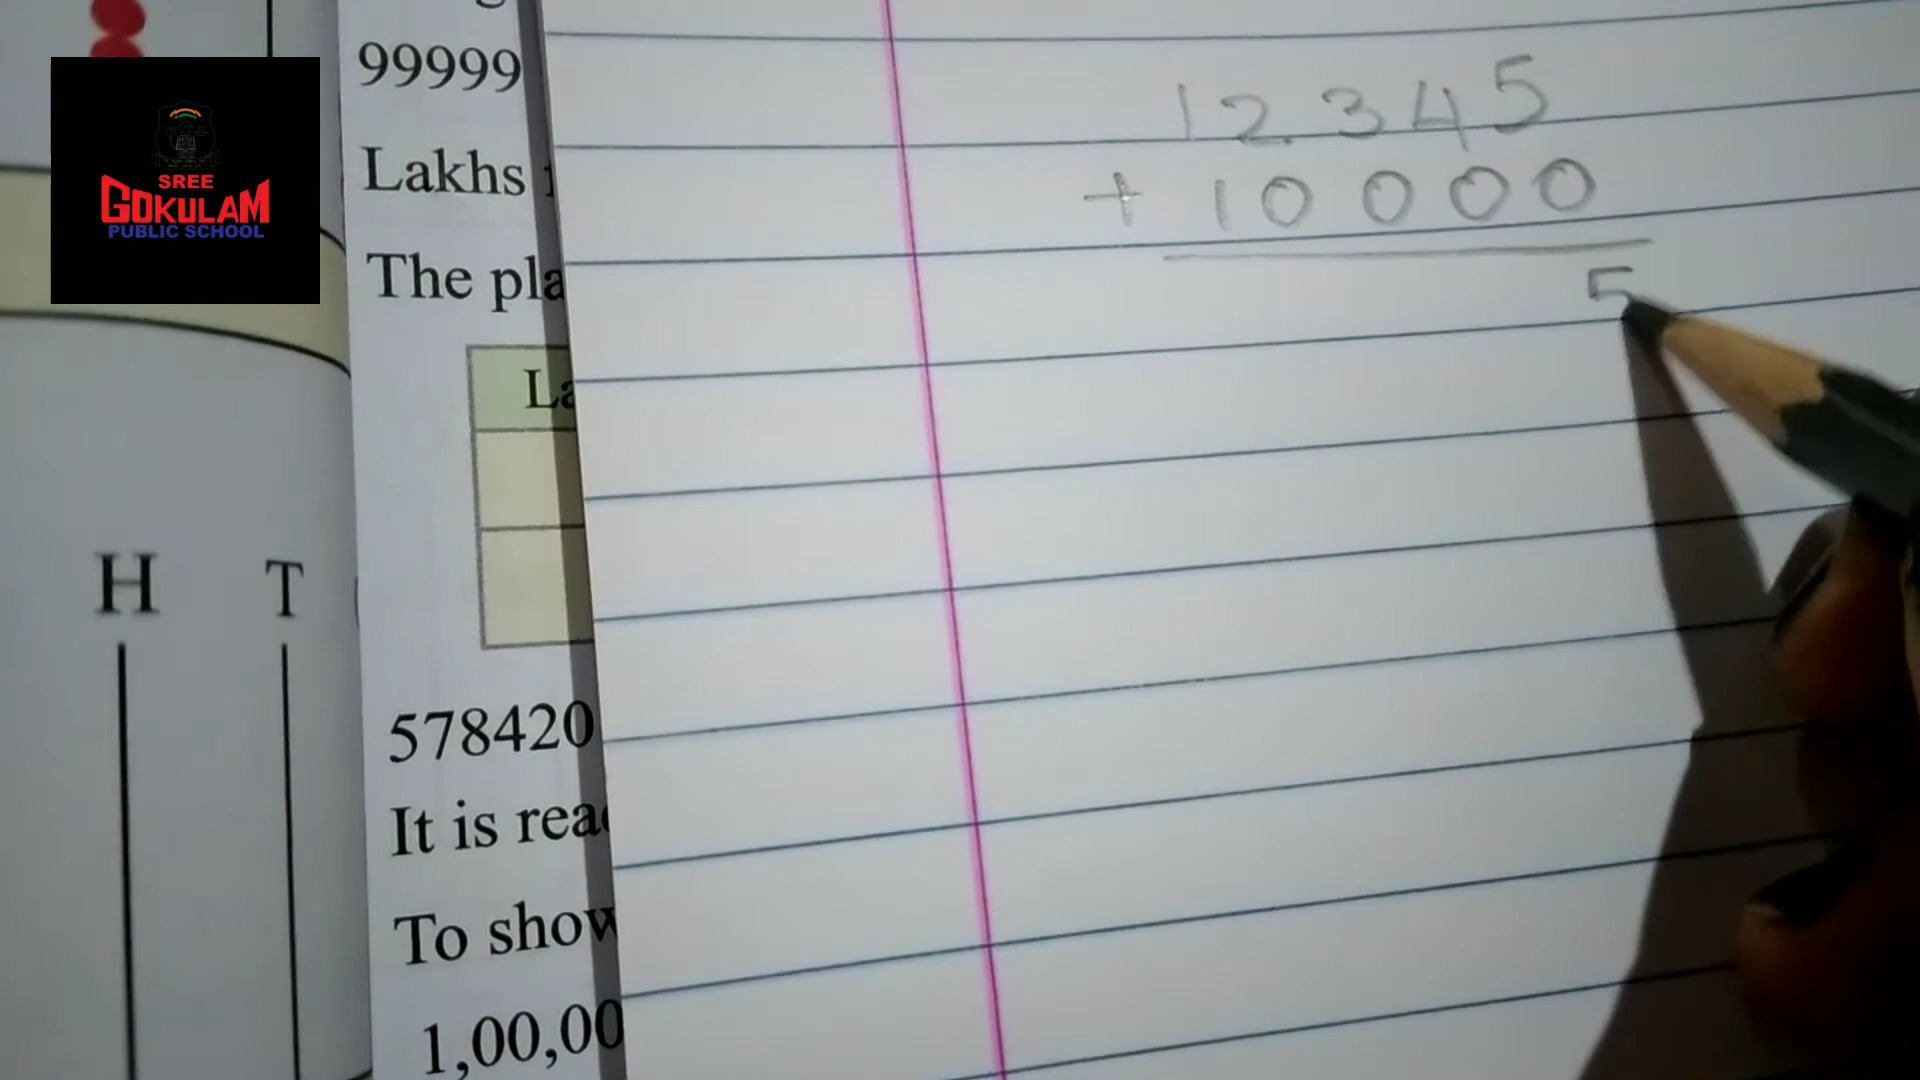 SREE
GOKULAM
PUBLIC SCHOOL
H T
99999
Lakhs
The pla
La
578420
It is rea
To show
1,00,00
12345
+ 10000
5